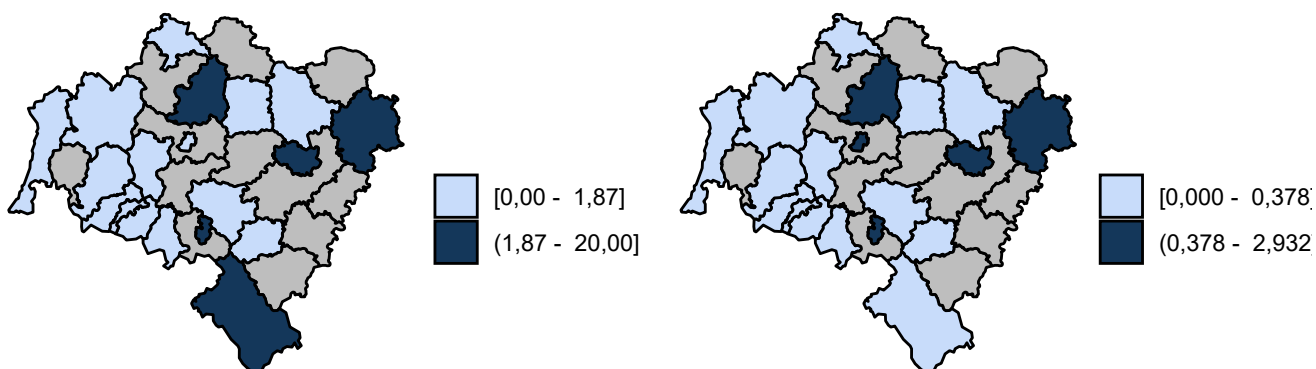 [0,00 - 1,87]
(1,87 - 20,00]
[0,000 - 0,378]
(0,378 - 2,932]